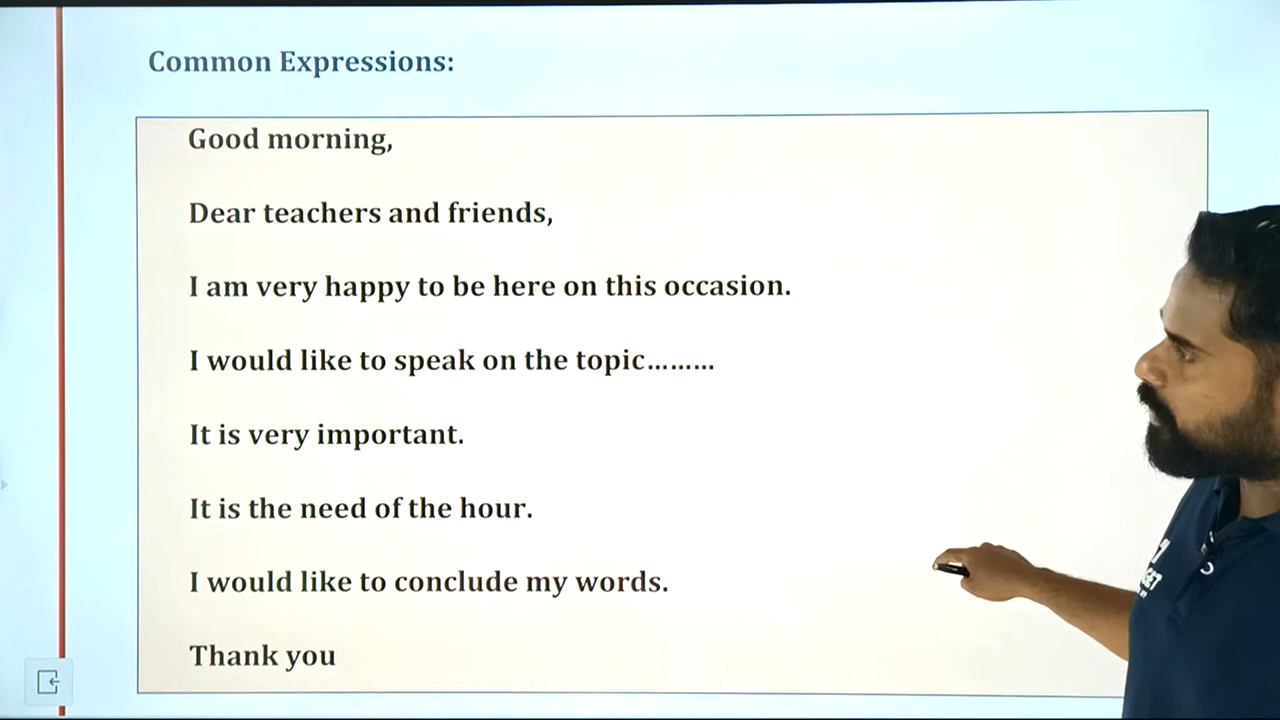 Common Expressions:
Good morning,
Dear teachers and friends,
I am very happy to be here on this occasion.
I would like to speak on the topic.........
It is very important.
It is the need of the hour.
I would like to conclude my words.
Thank you